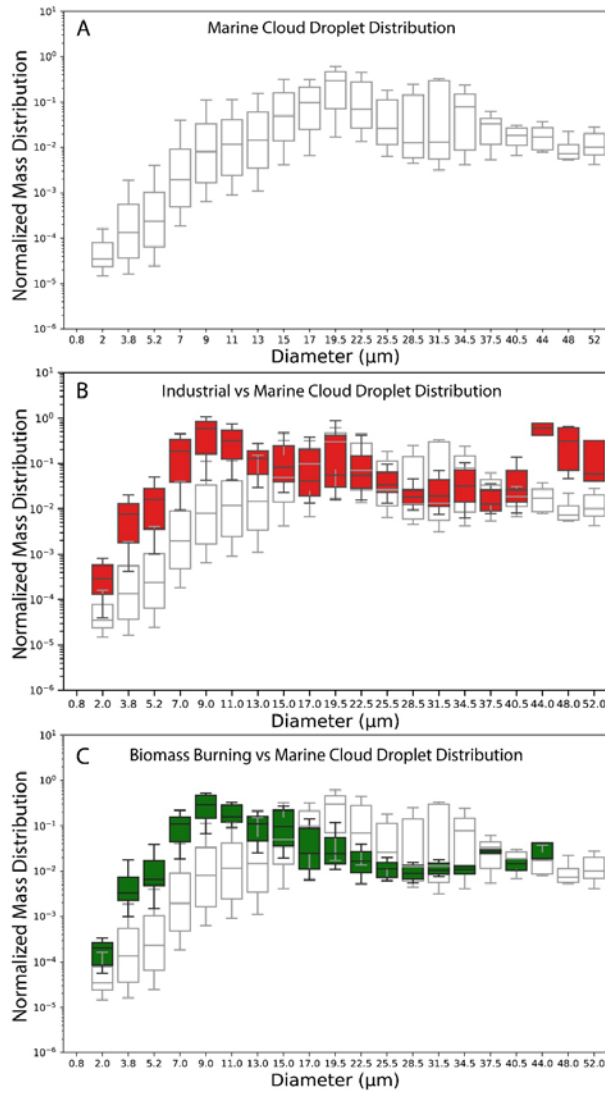 A
Marine Cloud Droplet Distribution
Normalized Mass Distribution
10¹
10⁰
10⁻¹
10⁻²
10⁻³
10⁻⁴
10⁻⁵
10⁻⁶
0.8 2 3.8 5.2 7 9 11 13 15 17 19.5 22.5 25.5 28.5 31.5 34.5 37.5 40.5 44 48 52
Diameter (μm)
B
Industrial vs Marine Cloud Droplet Distribution
Normalized Mass Distribution
10¹
10⁰
10⁻¹
10⁻²
10⁻³
10⁻⁴
10⁻⁵
10⁻⁶
0.8 2.0 3.8 5.2 7.0 9.0 11.0 13.0 15.0 17.0 19.5 22.5 25.5 28.5 31.5 34.5 37.5 40.5 44.0 48.0 52.0
Diameter (μm)
C
Biomass Burning vs Marine Cloud Droplet Distribution
Normalized Mass Distribution
10¹
10⁰
10⁻¹
10⁻²
10⁻³
10⁻⁴
10⁻⁵
10⁻⁶
0.8 2.0 3.8 5.2 7.0 9.0 11.0 13.0 15.0 17.0 19.5 22.5 25.5 28.5 31.5 34.5 37.5 40.5 44.0 48.0 52.0
Diameter (μm)